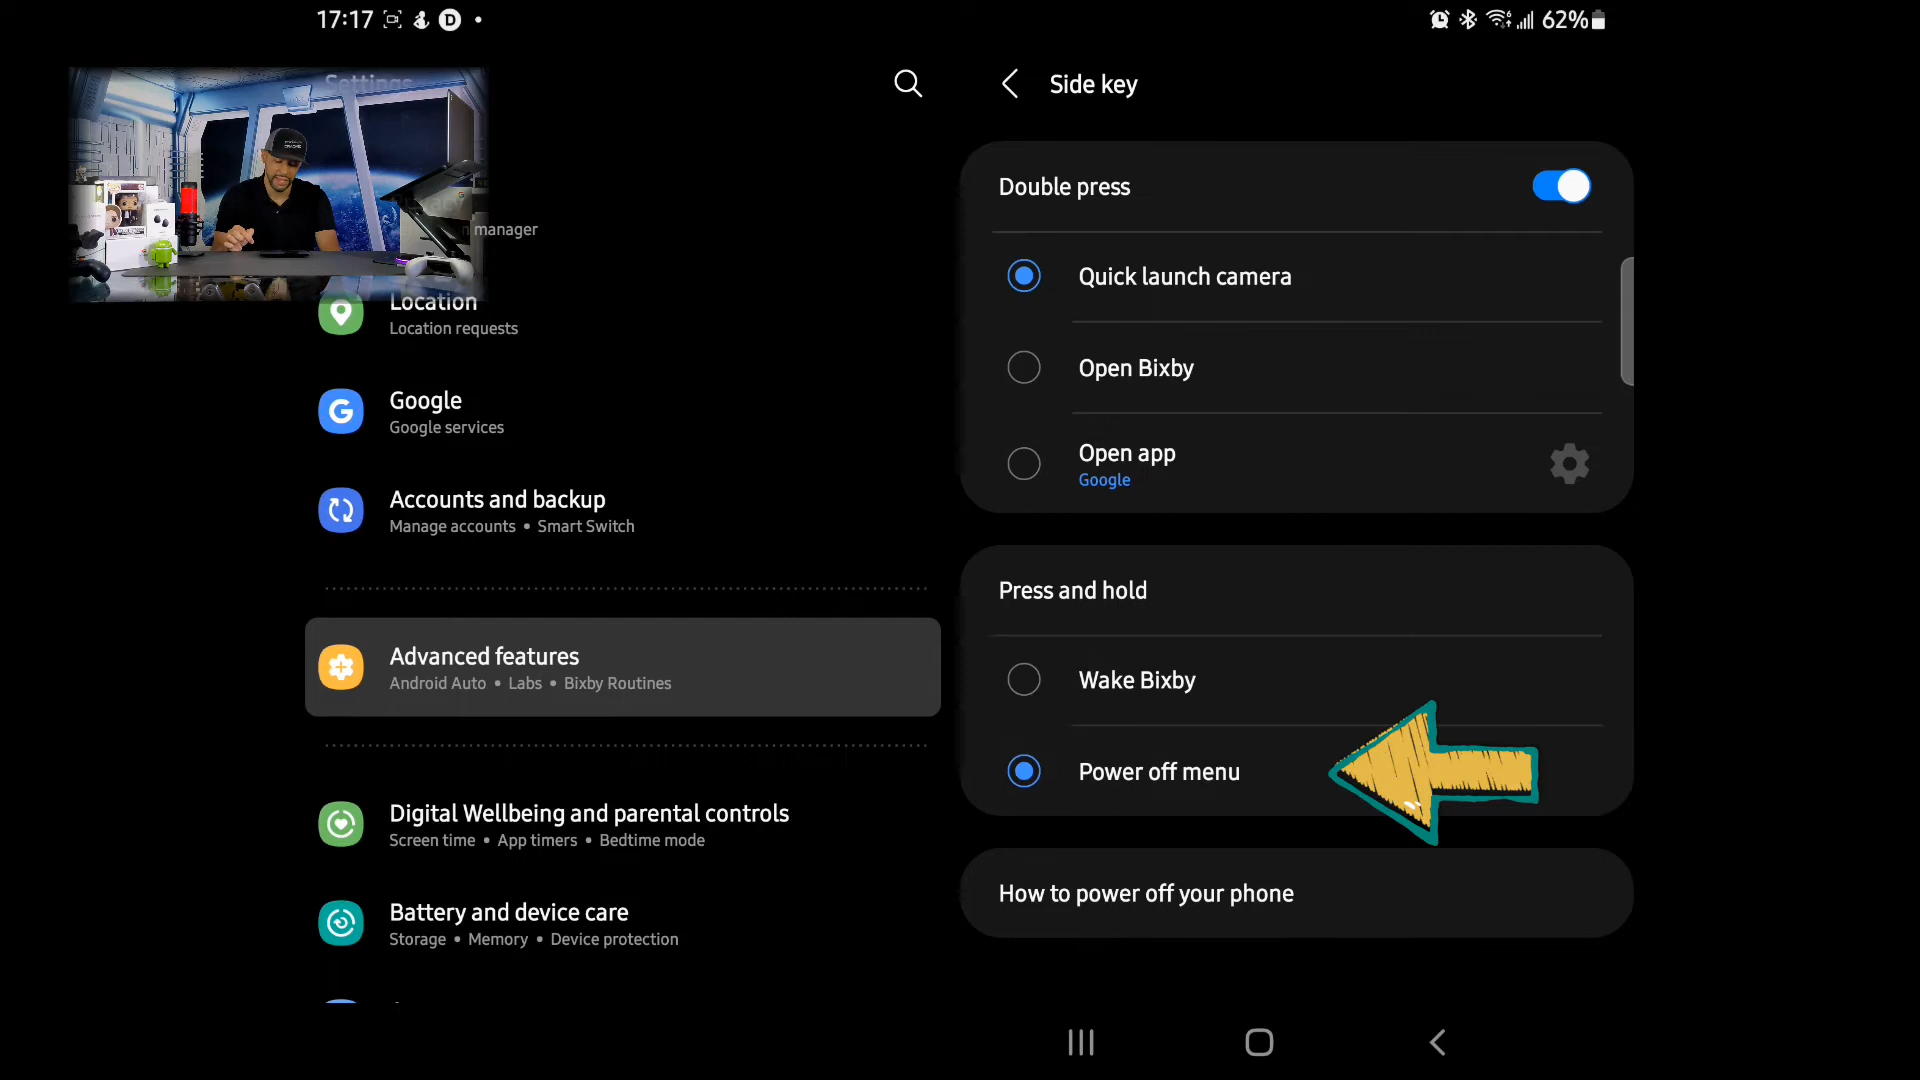 17:17
62%
Settings
manager
Location
Location requests
Google
Google services
Accounts and backup
Manage accounts • Smart Switch
Advanced features
Android Auto • Labs • Bixby Routines
Digital Wellbeing and parental controls
Screen time • App timers • Bedtime mode
Battery and device care
Storage • Memory • Device protection
Side key
Double press
Quick launch camera
Open Bixby
Open app
Google
Press and hold
Wake Bixby
Power off menu
How to power off your phone